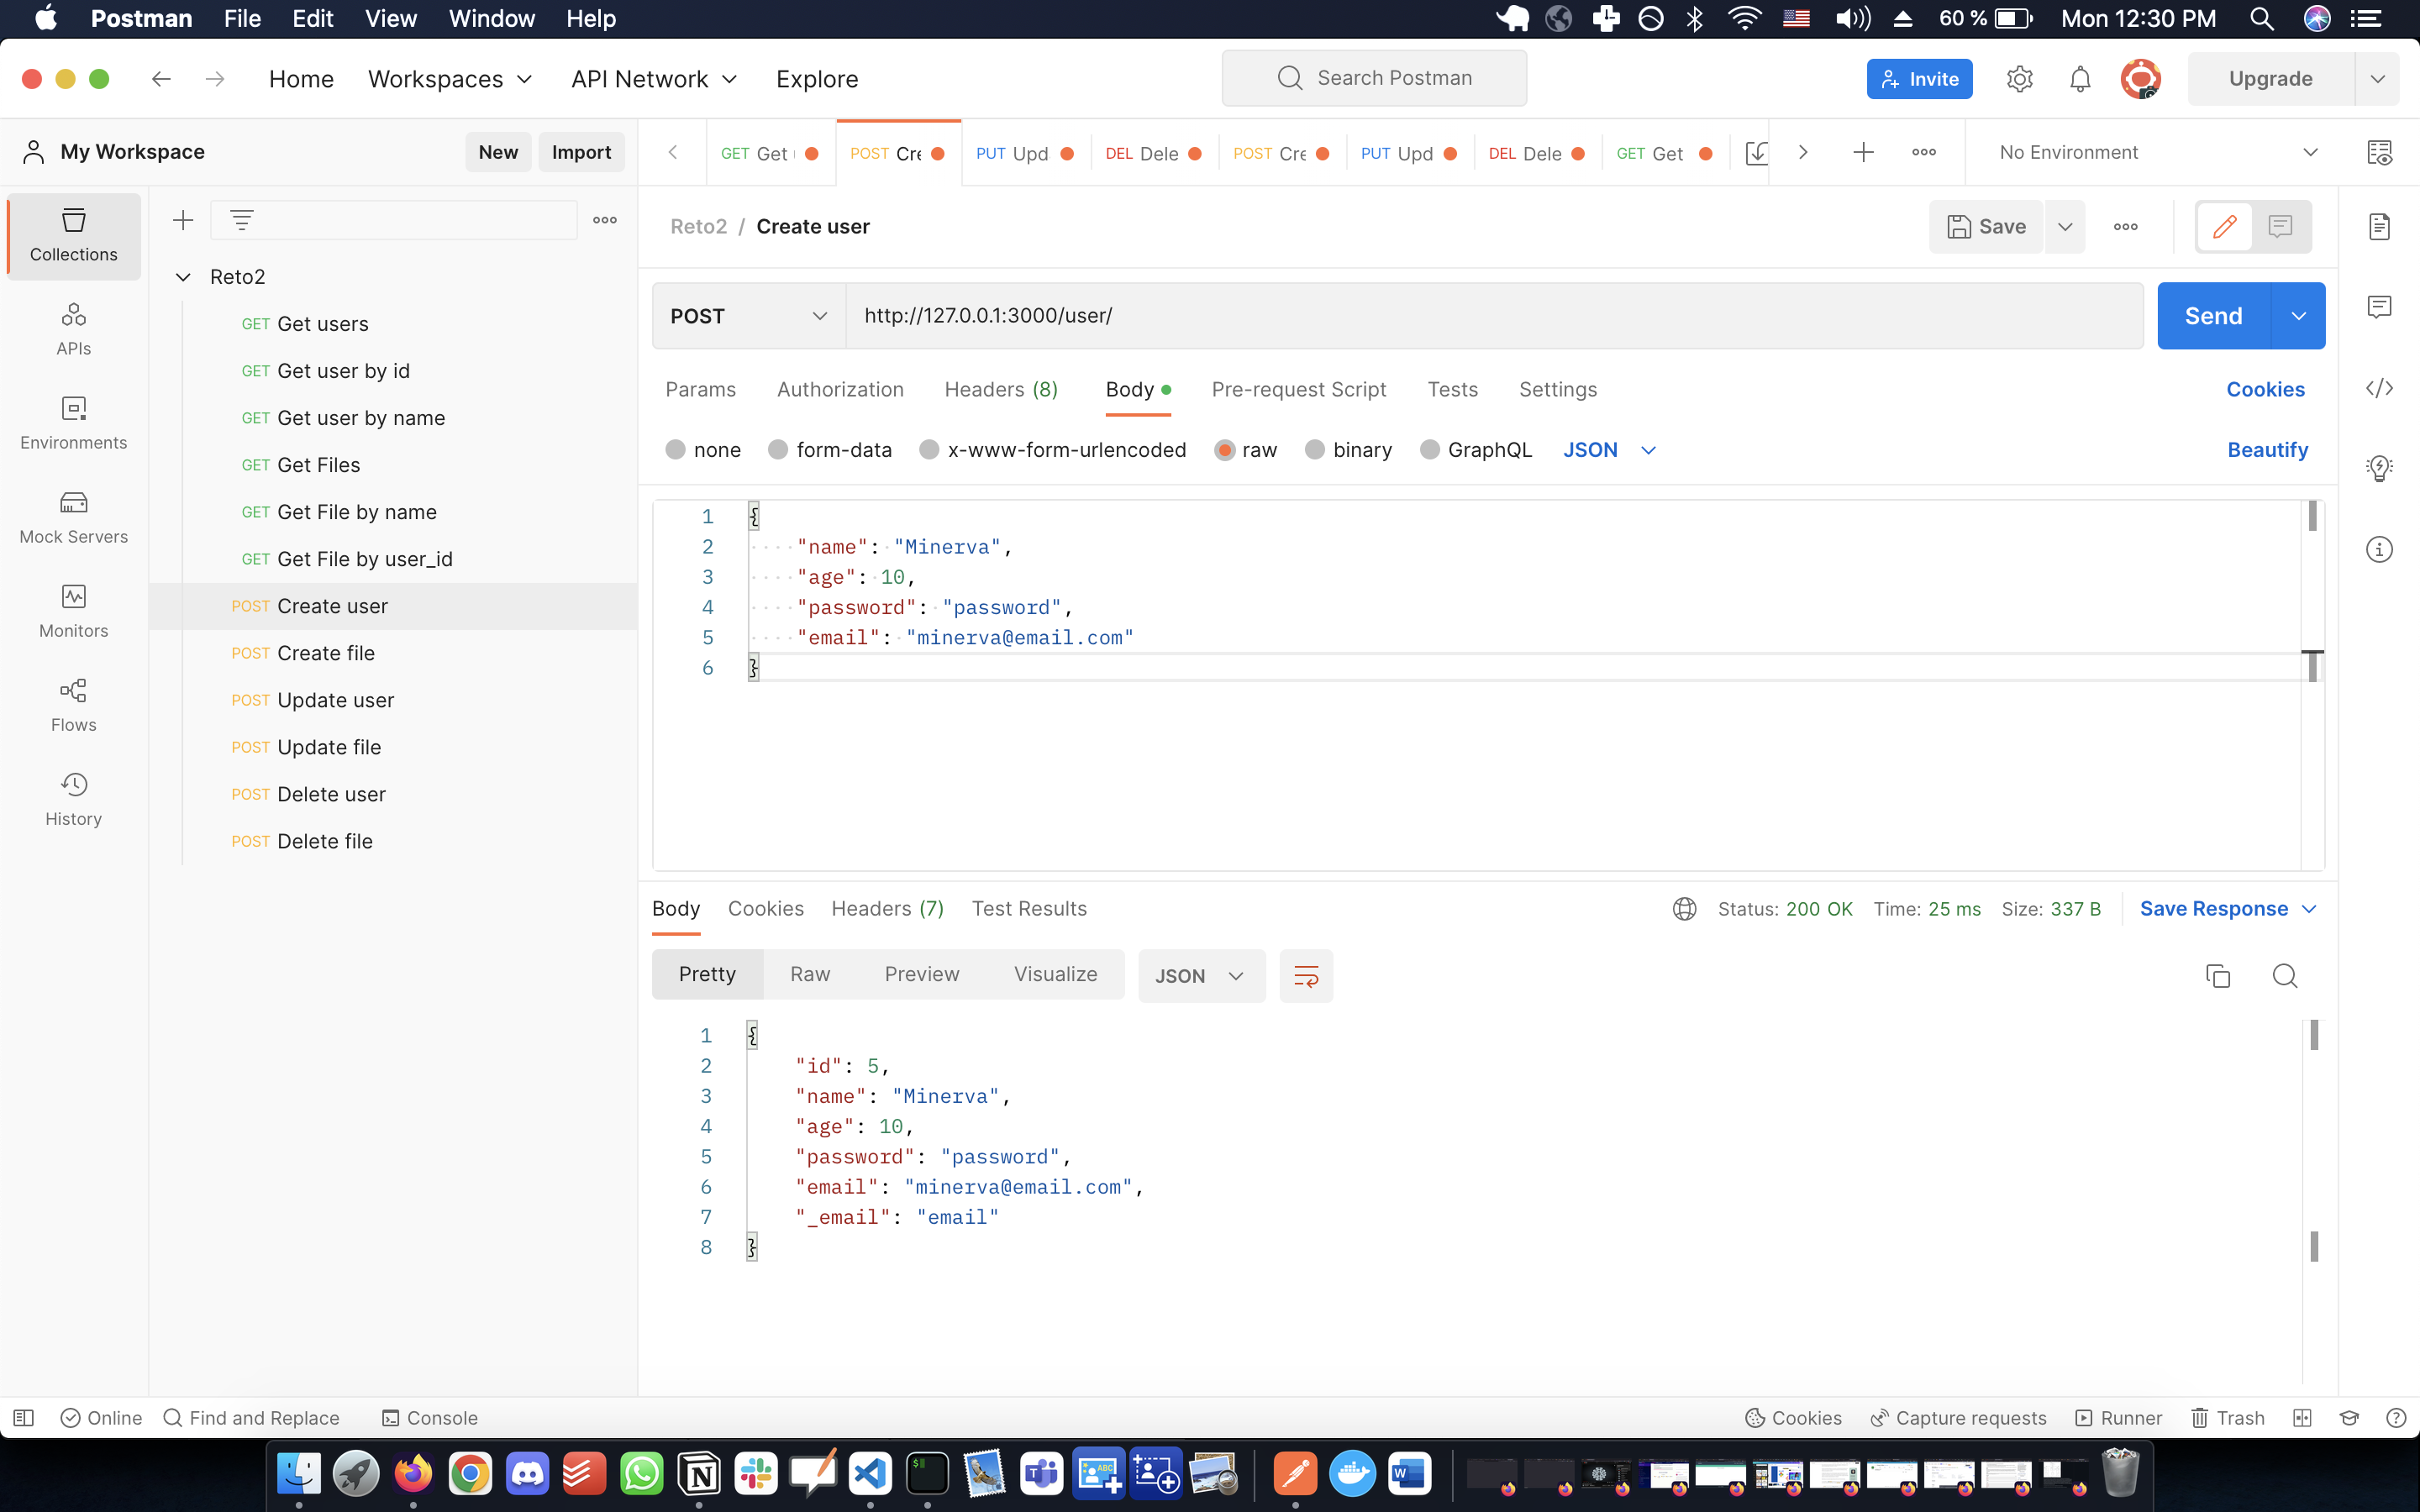 Postman File Edit View Window Help 60 % Mon 12:30 PM
Home Workspaces API Network Explore Search Postman Invite Upgrade
My Workspace New Import GET Get POST Cre PUT Upd DEL Dele POST Cre PUT Upd DEL Dele GET Get No Environment
Collections
APIs
Environments
Mock Servers
Monitors
Flows
History
Reto2
GET Get users
GET Get user by id
GET Get user by name
GET Get Files
GET Get File by name
GET Get File by user_id
POST Create user
POST Create file
POST Update user
POST Update file
POST Delete user
POST Delete file
Reto2 / Create user Save
POST http://127.0.0.1:3000/user/ Send
Params Authorization Headers (8) Body Pre-request Script Tests Settings Cookies
none form-data x-www-form-urlencoded raw binary GraphQL JSON Beautify
1 {
2 "name": "Minerva",
3 "age": 10,
4 "password": "password",
5 "email": "minerva@email.com"
6 }
Body Cookies Headers (7) Test Results Status: 200 OK Time: 25 ms Size: 337 B Save Response
Pretty Raw Preview Visualize JSON
1 {
2 "id": 5,
3 "name": "Minerva",
4 "age": 10,
5 "password": "password",
6 "email": "minerva@email.com",
7 "_email": "email"
8 }
Online Find and Replace Console Cookies Capture requests Runner Trash